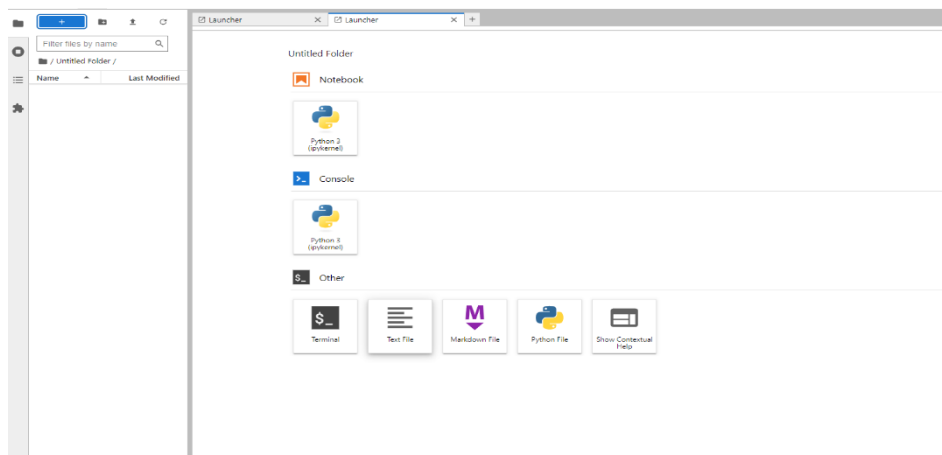 +
Launcher
Launcher
+
Filter files by name
/ Untitled Folder /
Name
Last Modified
Untitled Folder
Notebook
Python 3
(ipykernel)
>_ Console
Python 3
(ipykernel)
$_ Other
$_
Terminal
Text File
M
Markdown File
Python File
Show Contextual
Help